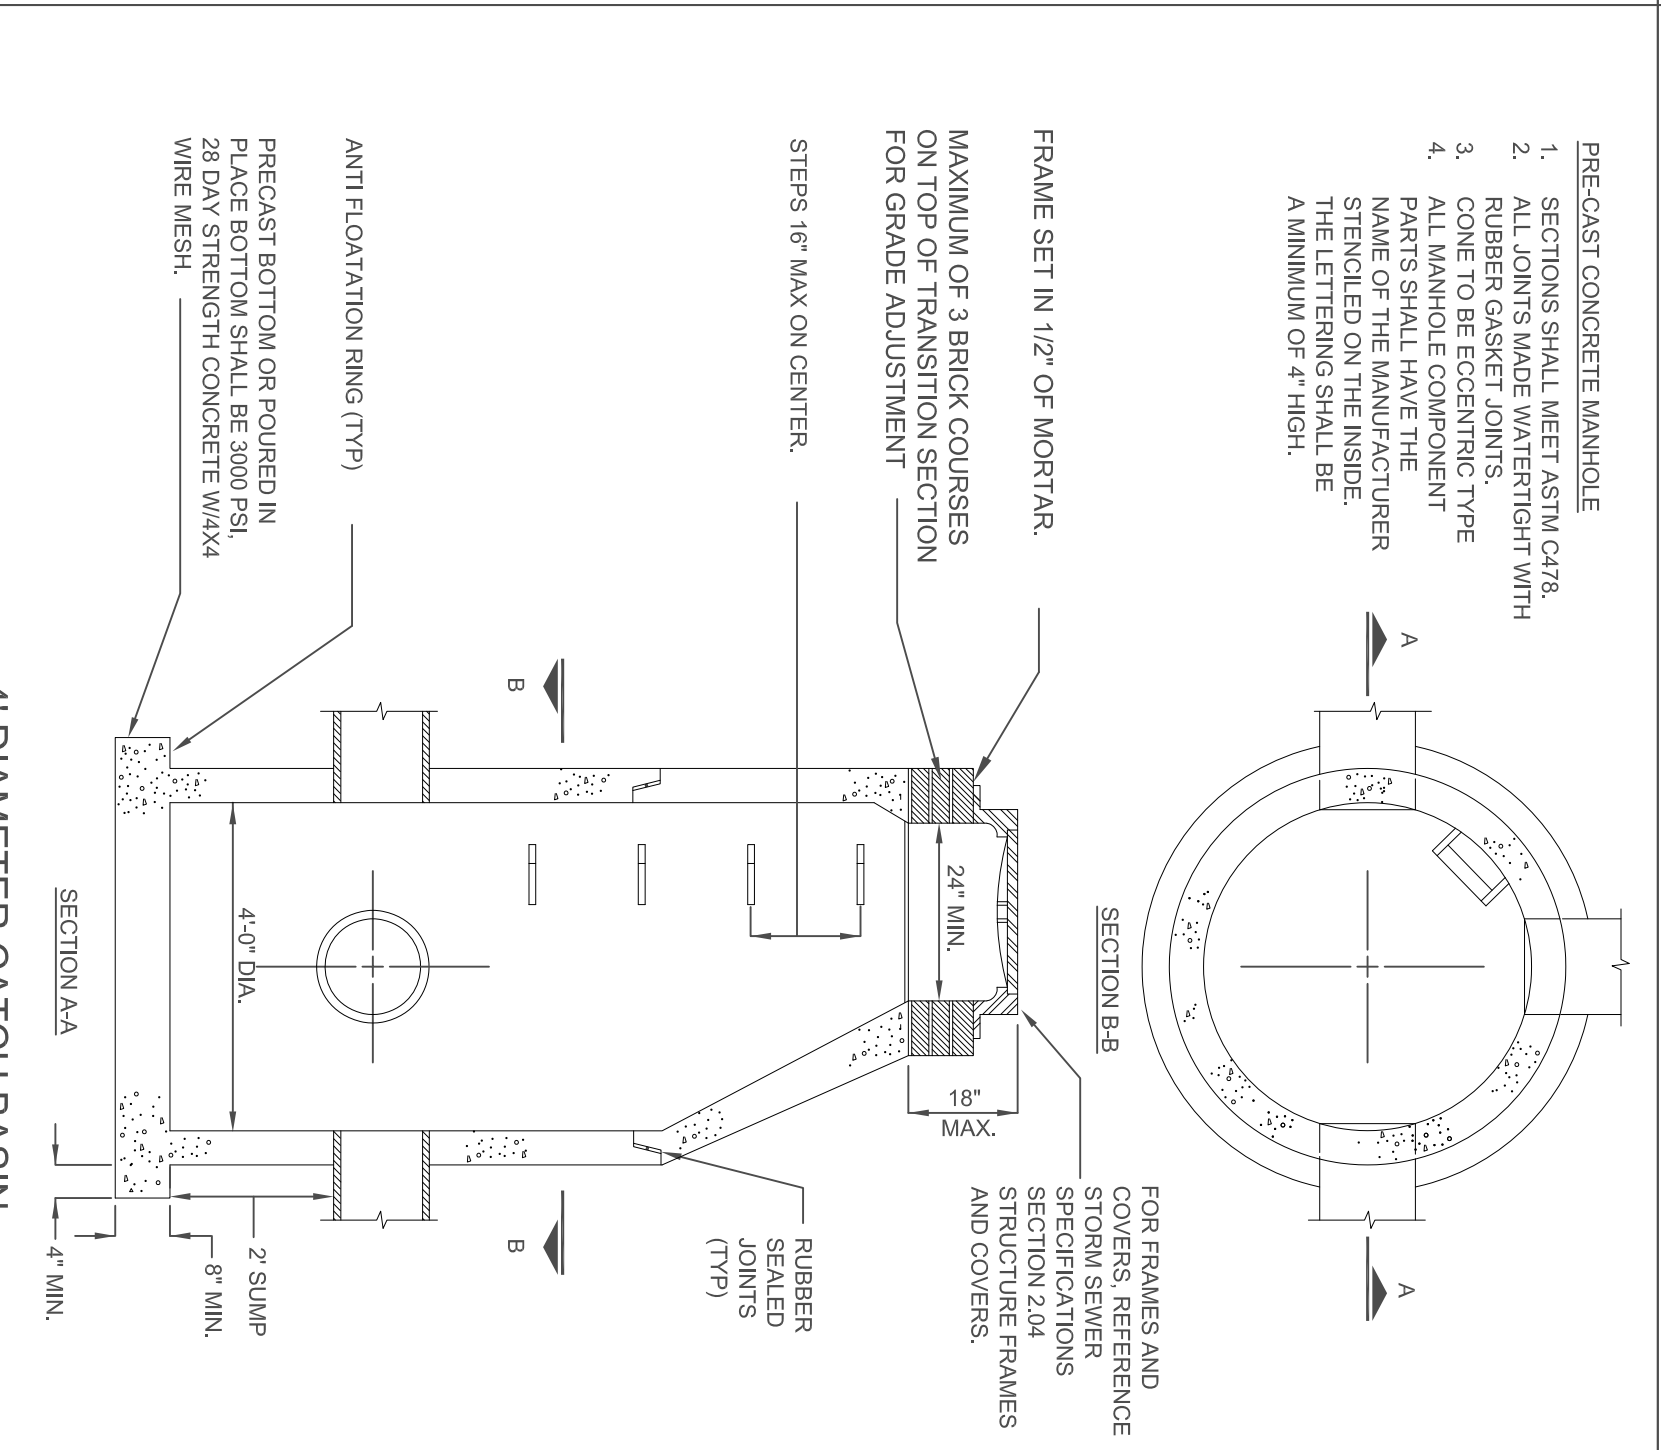 PRE-CAST CONCRETE MANHOLE
1. SECTIONS SHALL MEET ASTM C478.
2. ALL JOINTS MADE WATERTIGHT WITH
RUBBER GASKET JOINTS.
3. CONE TO BE ECCENTRIC TYPE
4. ALL MANHOLE COMPONENT
PARTS SHALL HAVE THE
NAME OF THE MANUFACTURER
STENCILED ON THE INSIDE.
THE LETTERING SHALL BE
A MINIMUM OF 4" HIGH.
A
A
SECTION B-B
FRAME SET IN 1/2" OF MORTAR.
MAXIMUM OF 3 BRICK COURSES
ON TOP OF TRANSITION SECTION
FOR GRADE ADJUSTMENT
STEPS 16" MAX ON CENTER.
ANTI FLOATATION RING (TYP)
PRECAST BOTTOM OR POURED IN
PLACE BOTTOM SHALL BE 3000 PSI,
28 DAY STRENGTH CONCRETE W/4X4
WIRE MESH.
FOR FRAMES AND
COVERS, REFERENCE
STORM SEWER
SPECIFICATIONS
SECTION 2.04
STRUCTURE FRAMES
AND COVERS.
24" MIN.
18"
MAX.
RUBBER
SEALED
JOINTS
(TYP)
B
B
4'-0" DIA.
2' SUMP
8" MIN.
4" MIN.
SECTION A-A
4' DIAMETER CATCH BASIN